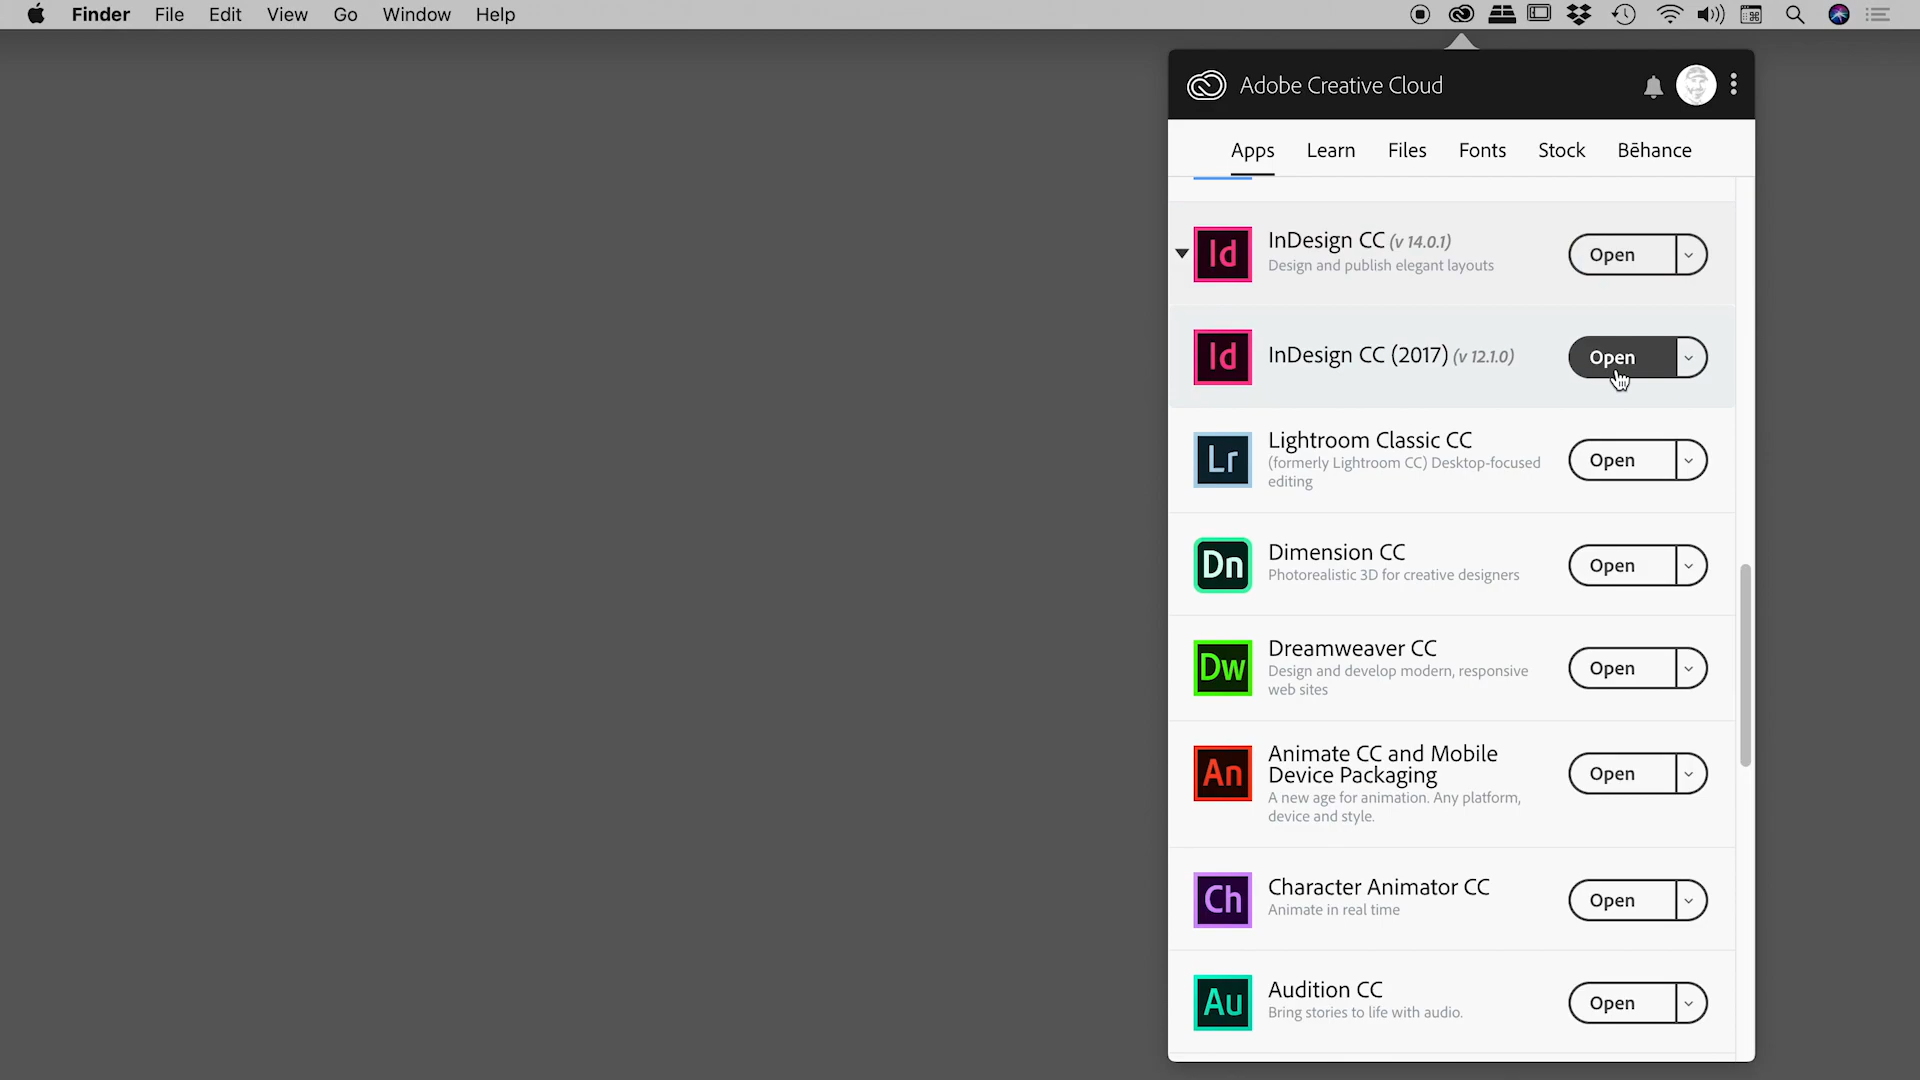 Finder File Edit View Go Window Help
Adobe Creative Cloud
Apps Learn Files Fonts Stock Bēhance
Id InDesign CC (v 14.0.1) Open
Design and publish elegant layouts
Id InDesign CC (2017) (v 12.1.0) Open
Lr Lightroom Classic CC Open
(formerly Lightroom CC) Desktop-focused
editing
Dn Dimension CC Open
Photorealistic 3D for creative designers
Dw Dreamweaver CC Open
Design and develop modern, responsive
web sites
An Animate CC and Mobile Open
Device Packaging
A new age for animation. Any platform,
device and style.
Ch Character Animator CC Open
Animate in real time
Au Audition CC Open
Bring stories to life with audio.